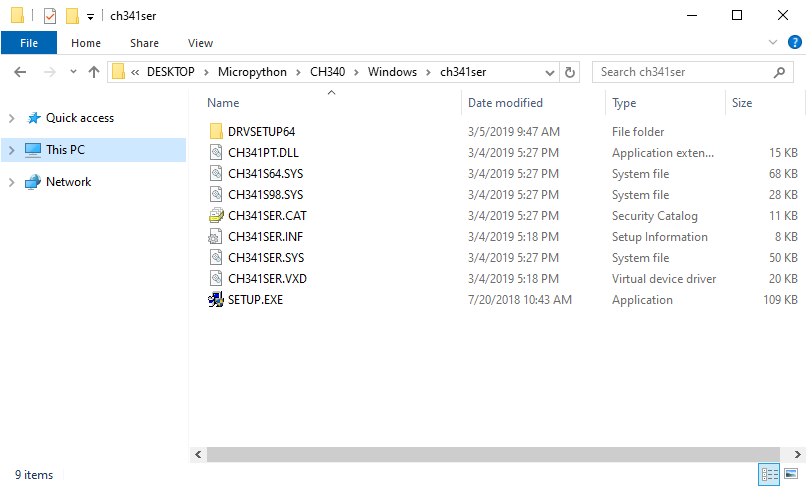 ch341ser
File Home Share View
« DESKTOP > Micropython > CH340 > Windows > ch341ser Search ch341ser
Quick access
This PC
Network
Name Date modified Type Size
DRVSETUP64 3/5/2019 9:47 AM File folder
CH341PT.DLL 3/4/2019 5:27 PM Application exten... 15 KB
CH341S64.SYS 3/4/2019 5:27 PM System file 68 KB
CH341S98.SYS 3/4/2019 5:27 PM System file 28 KB
CH341SER.CAT 3/4/2019 5:27 PM Security Catalog 11 KB
CH341SER.INF 3/4/2019 5:18 PM Setup Information 8 KB
CH341SER.SYS 3/4/2019 5:27 PM System file 50 KB
CH341SER.VXD 3/4/2019 5:18 PM Virtual device driver 20 KB
SETUP.EXE 7/20/2018 10:43 AM Application 109 KB
9 items